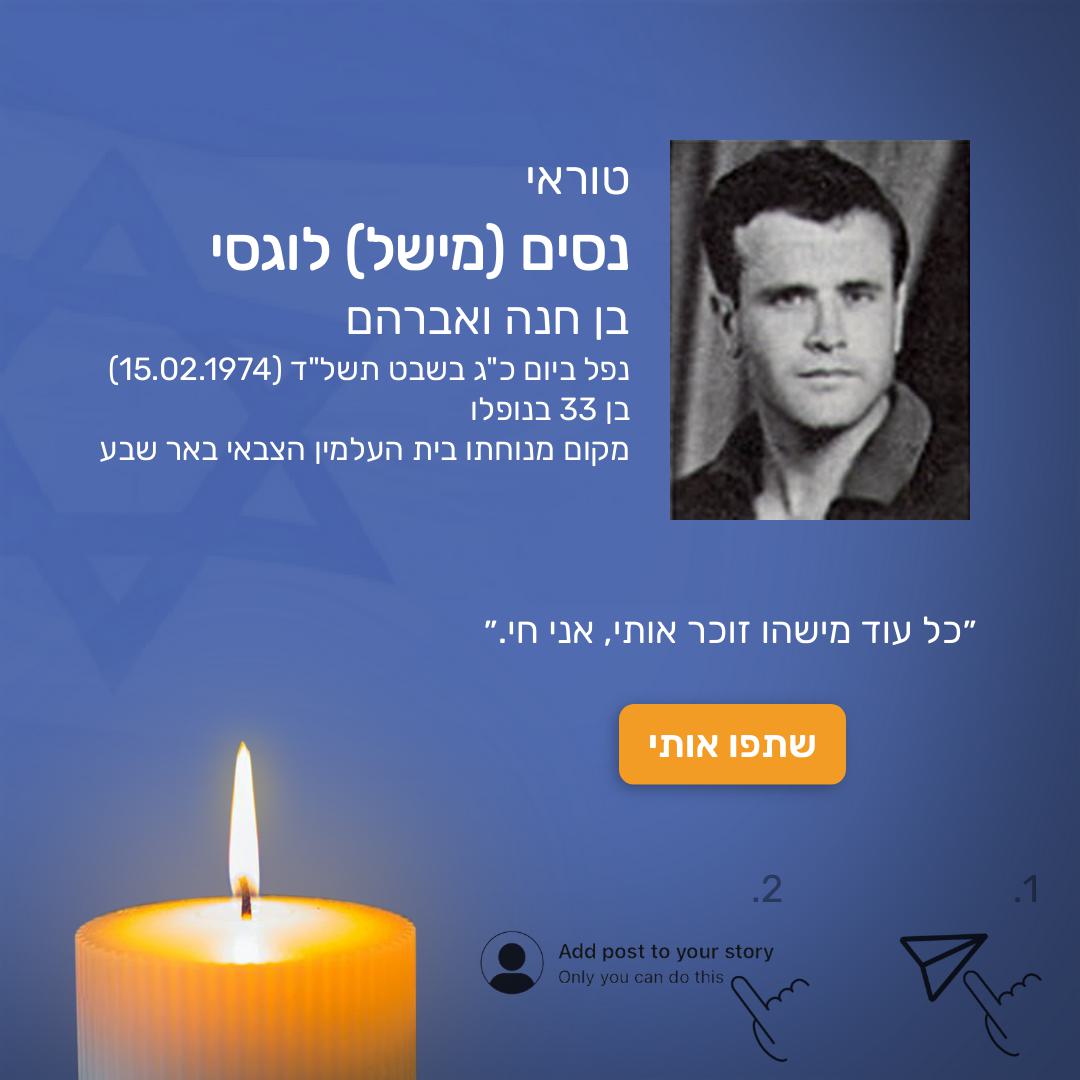 טוראי
נסים (מישל) לוגסי
בן חנה ואברהם
נפל ביום כ"ג בשבט תשל"ד (15.02.1974)
בן 33 בנופלו
מקום מנוחתו בית העלמין הצבאי באר שבע
״כל עוד מישהו זוכר אותי, אני חי.״
שתפו אותי
.1
.2
Add post to your story
Only you can do this